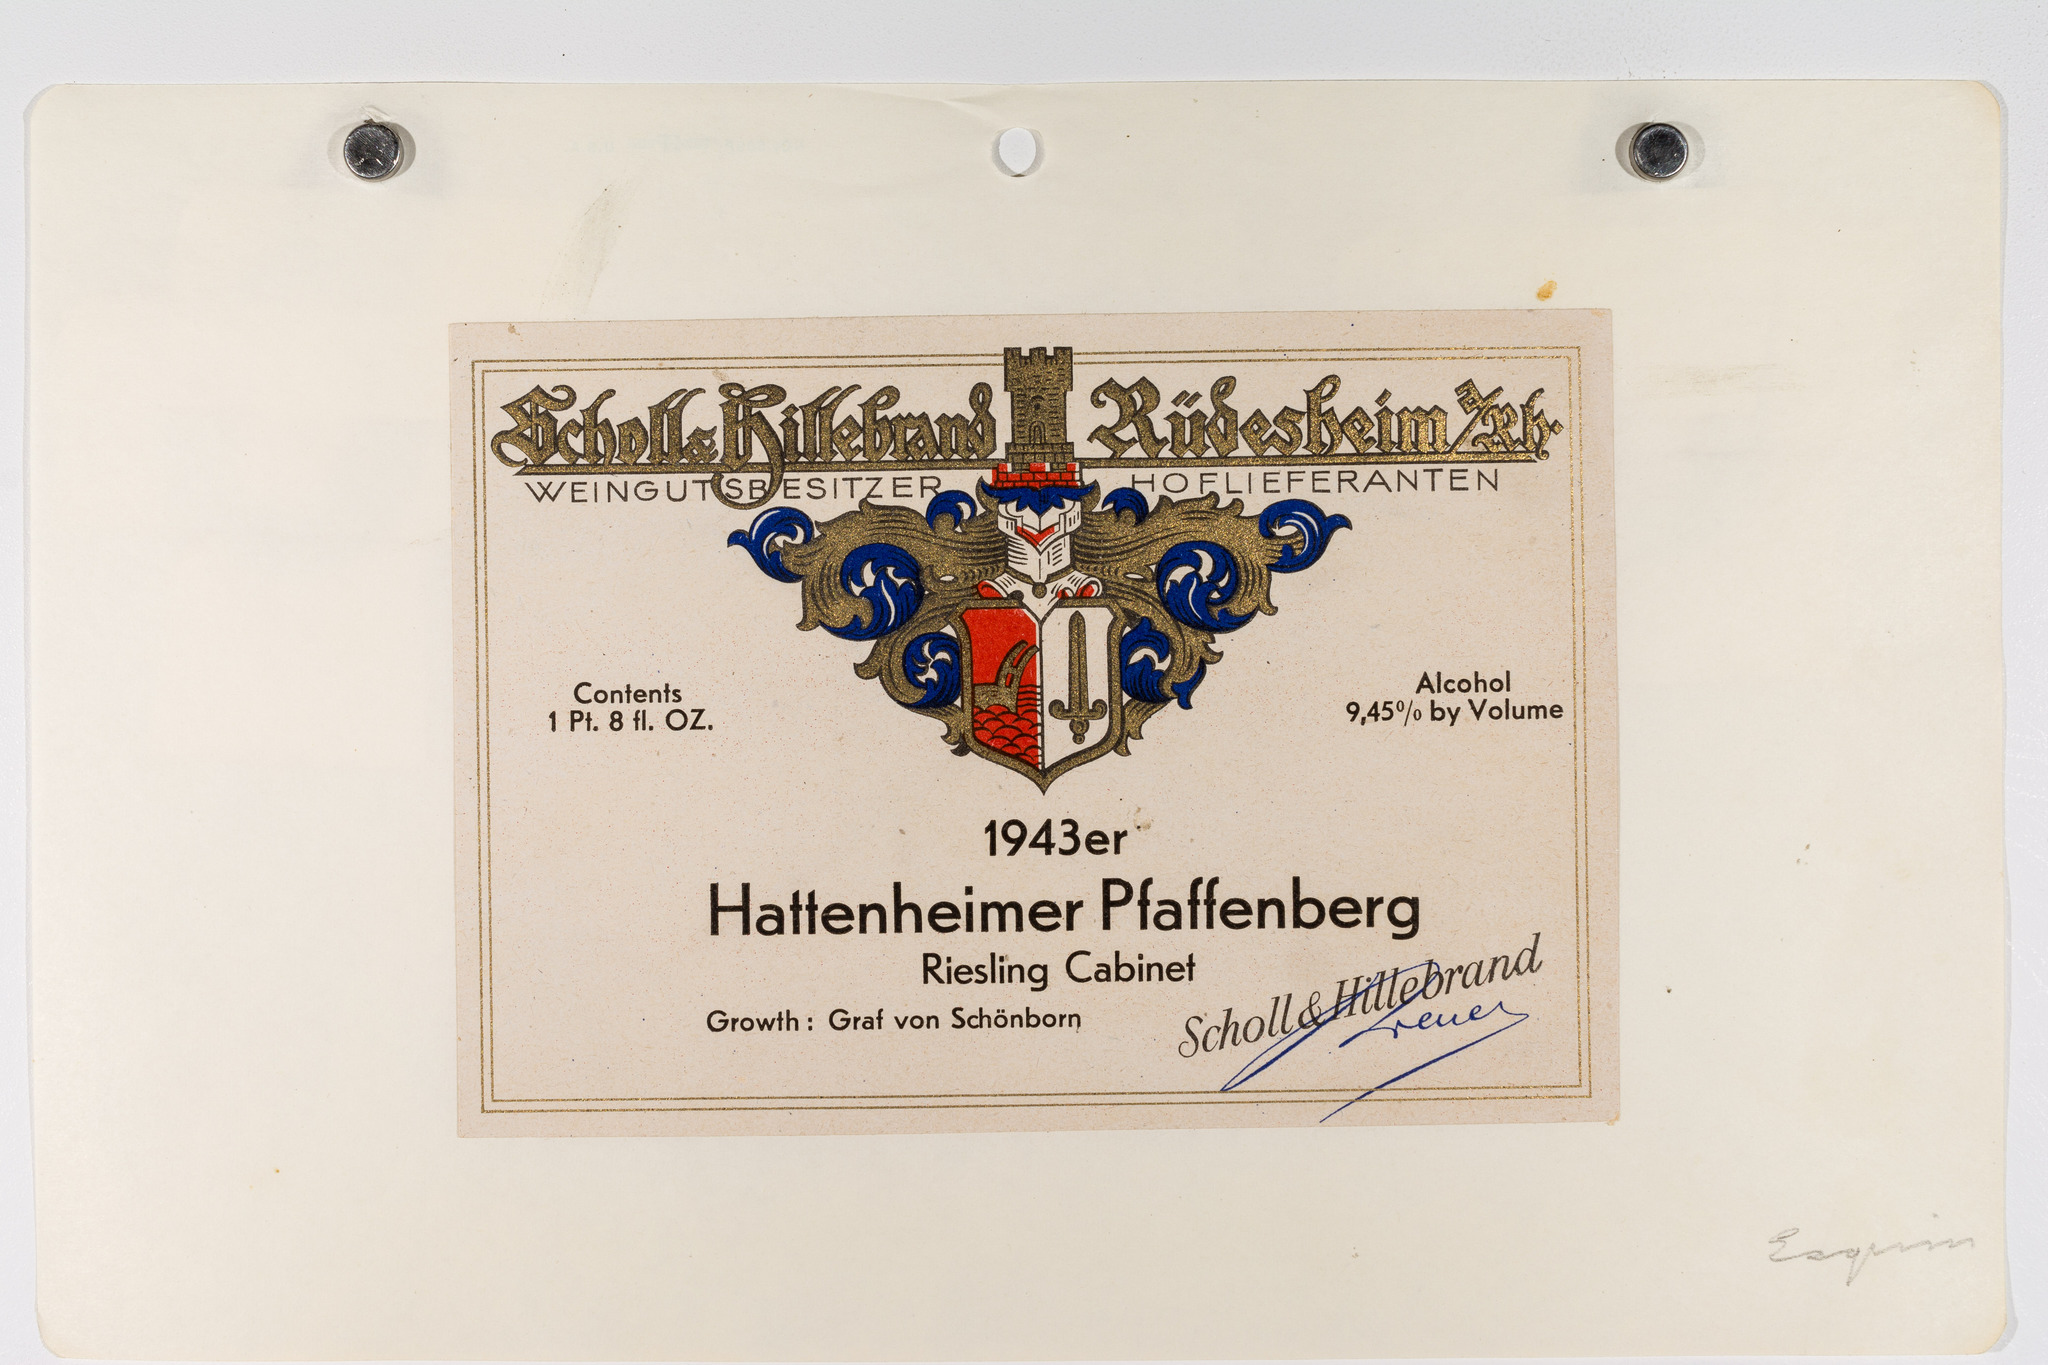 Scholl & Hillebrand Rüdesheim a/Rh.
WEINGUTSBESITZER HOFLIEFERANTEN
Contents
1 Pt. 8 fl. OZ.
Alcohol
9,45% by Volume
1943er
Hattenheimer Pfaffenberg
Riesling Cabinet
Growth: Graf von Schönborn
Scholl & Hillebrand
Esquin